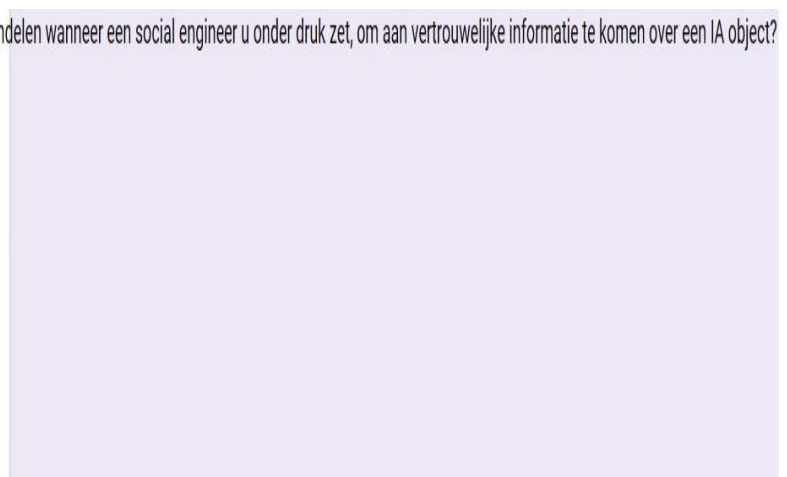 ndelen wanneer een social engineer u onder druk zet, om aan vertrouwelijke informatie te komen over een IA object?